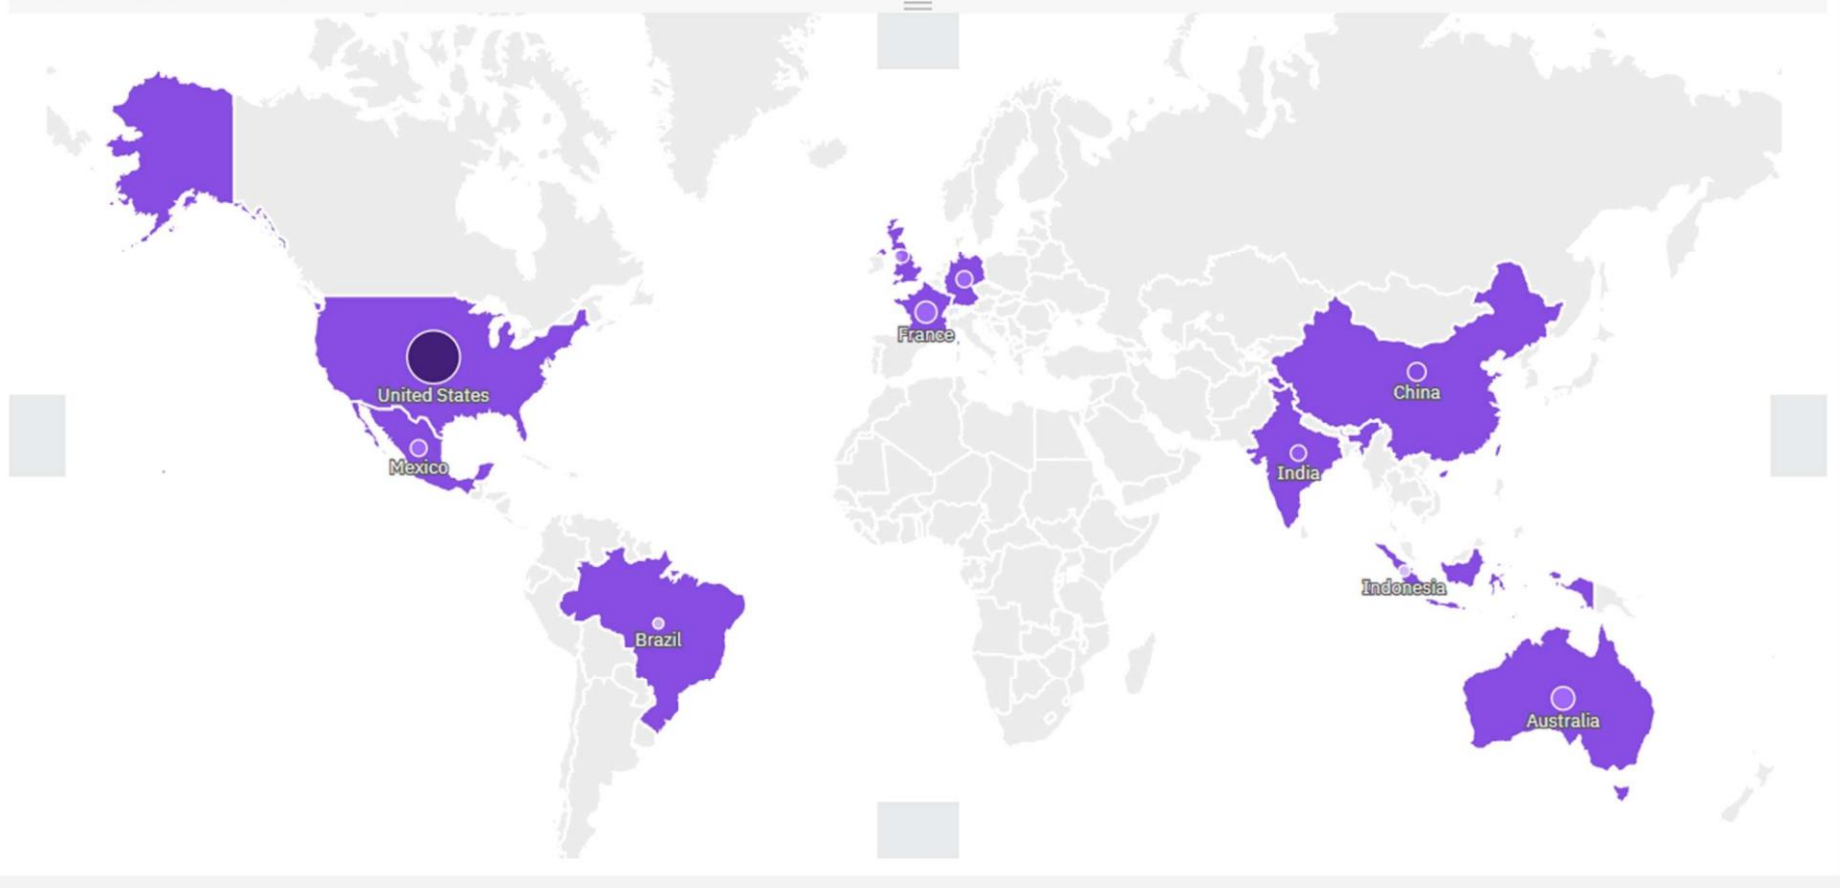 France
United States
China
Mexico
India
Indonesia
Brazil
Australia